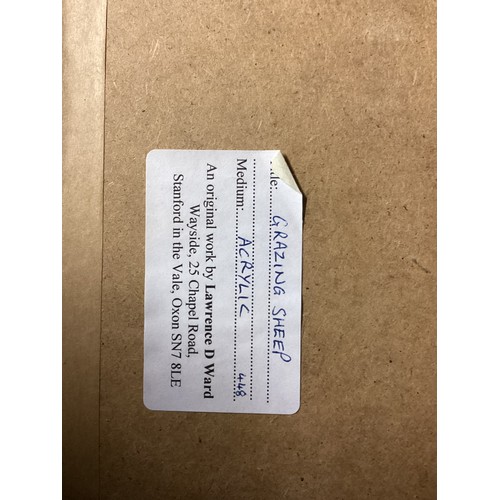 tle:........ GRAZING SHEEP
Medium:........ ACRYLIC ........ 448
An original work by Lawrence D Ward
Wayside, 25 Chapel Road,
Stanford in the Vale, Oxon SN7 8LE